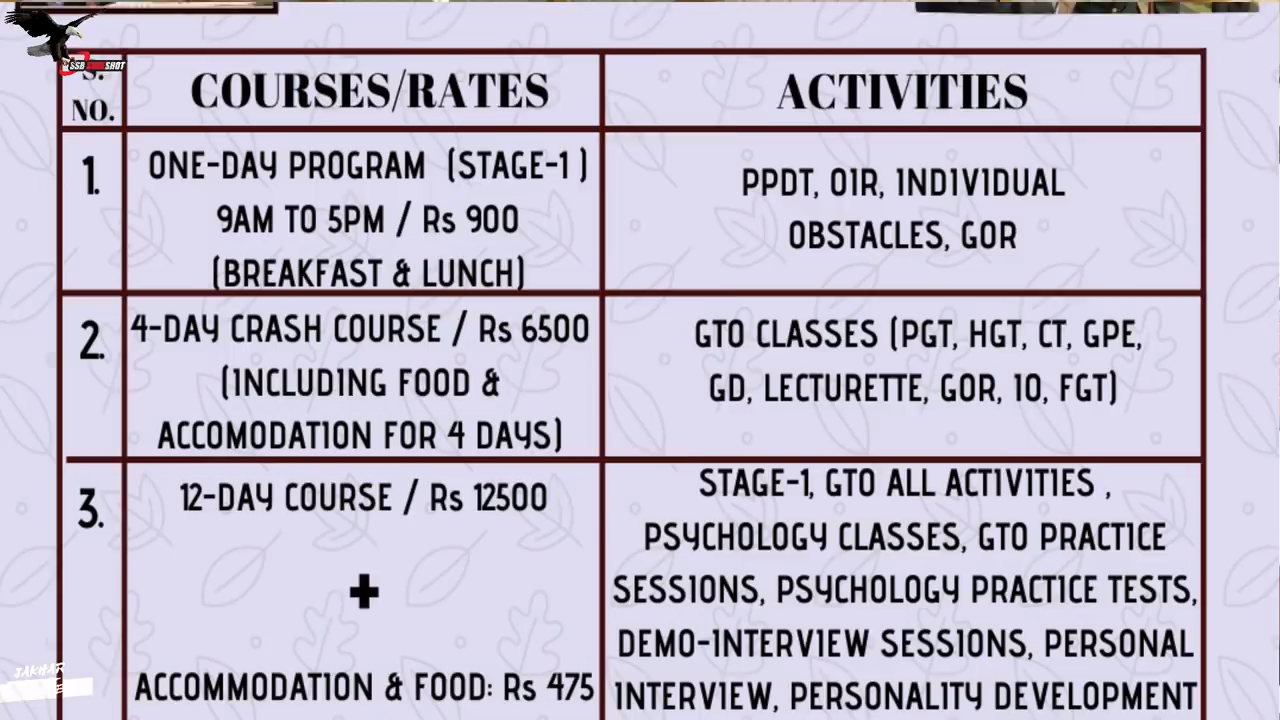 SSB SURESHOT
S.
NO.
COURSES/RATES
ACTIVITIES
1.
ONE-DAY PROGRAM (STAGE-1 )
9AM TO 5PM / Rs 900
(BREAKFAST & LUNCH)
PPDT, OIR, INDIVIDUAL
OBSTACLES, GOR
2.
4-DAY CRASH COURSE / Rs 6500
(INCLUDING FOOD &
ACCOMODATION FOR 4 DAYS)
GTO CLASSES (PGT, HGT, CT, GPE,
GD, LECTURETTE, GOR, IO, FGT)
3.
12-DAY COURSE / Rs 12500
+
ACCOMMODATION & FOOD: Rs 475
STAGE-1, GTO ALL ACTIVITIES ,
PSYCHOLOGY CLASSES, GTO PRACTICE
SESSIONS, PSYCHOLOGY PRACTICE TESTS,
DEMO-INTERVIEW SESSIONS, PERSONAL
INTERVIEW, PERSONALITY DEVELOPMENT
JAKHAR